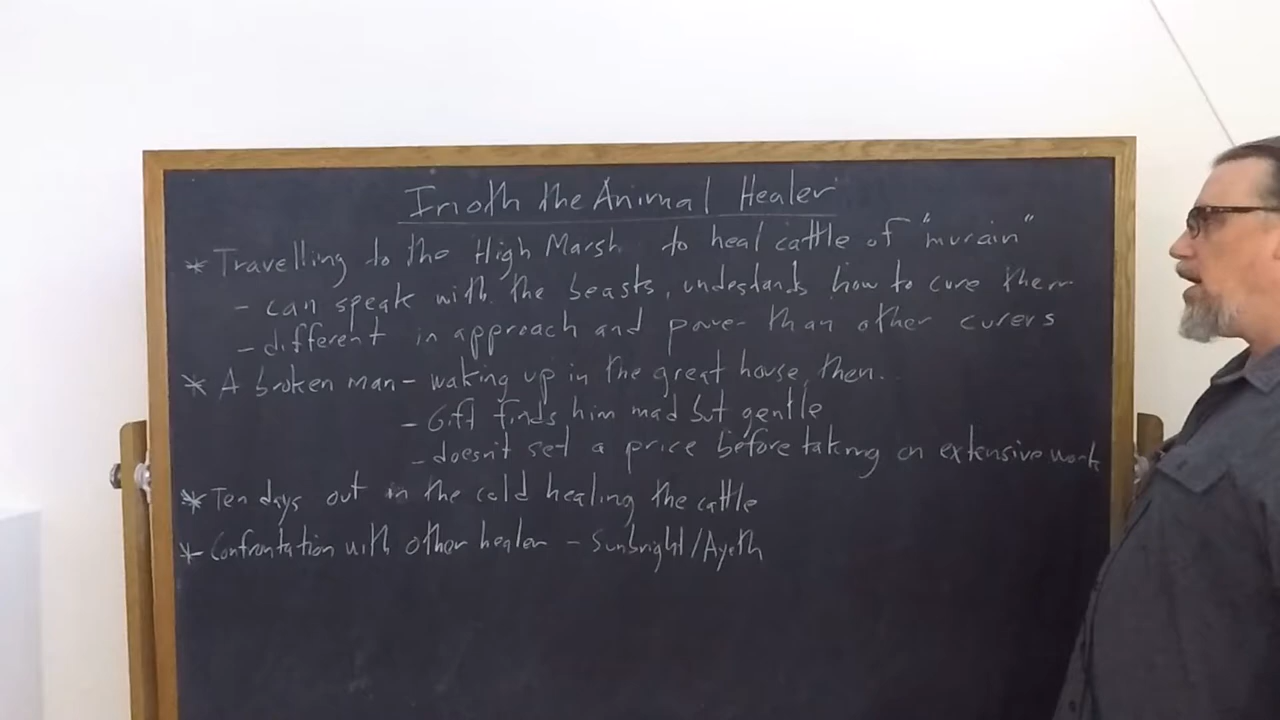 Irioth the Animal Healer
* Travelling to the High Marsh to heal cattle of "murain"
- can speak with the beasts, undestands how to cure them
- different in approach and power than other curers
* A broken man - waking up in the great house, then..
- Gift finds him mad but gentle
- doesn't set a price before taking on extensive work
* Ten days out in the cold healing the cattle
* Confrontation with other healer - Sunbright/Ayeth